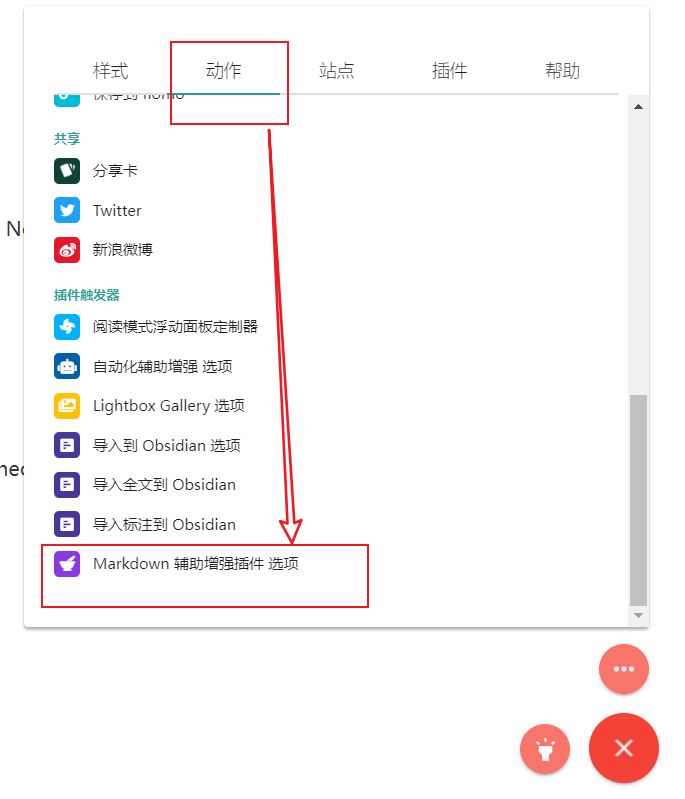 样式 动作 站点 插件 帮助
保存到 flomo
共享
分享卡
Twitter
新浪微博
插件触发器
阅读模式浮动面板定制器
自动化辅助增强 选项
Lightbox Gallery 选项
导入到 Obsidian 选项
导入全文到 Obsidian
导入标注到 Obsidian
Markdown 辅助增强插件 选项